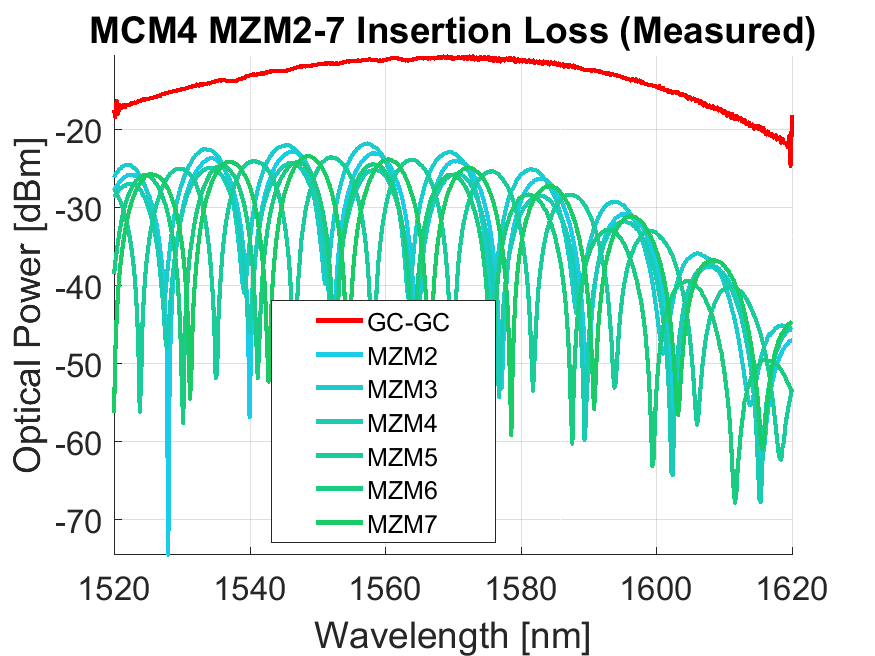 MCM4 MZM2-7 Insertion Loss (Measured)
Optical Power [dBm]
-20
-30
-40
-50
-60
-70
GC-GC
MZM2
MZM3
MZM4
MZM5
MZM6
MZM7
1520 1540 1560 1580 1600 1620
Wavelength [nm]